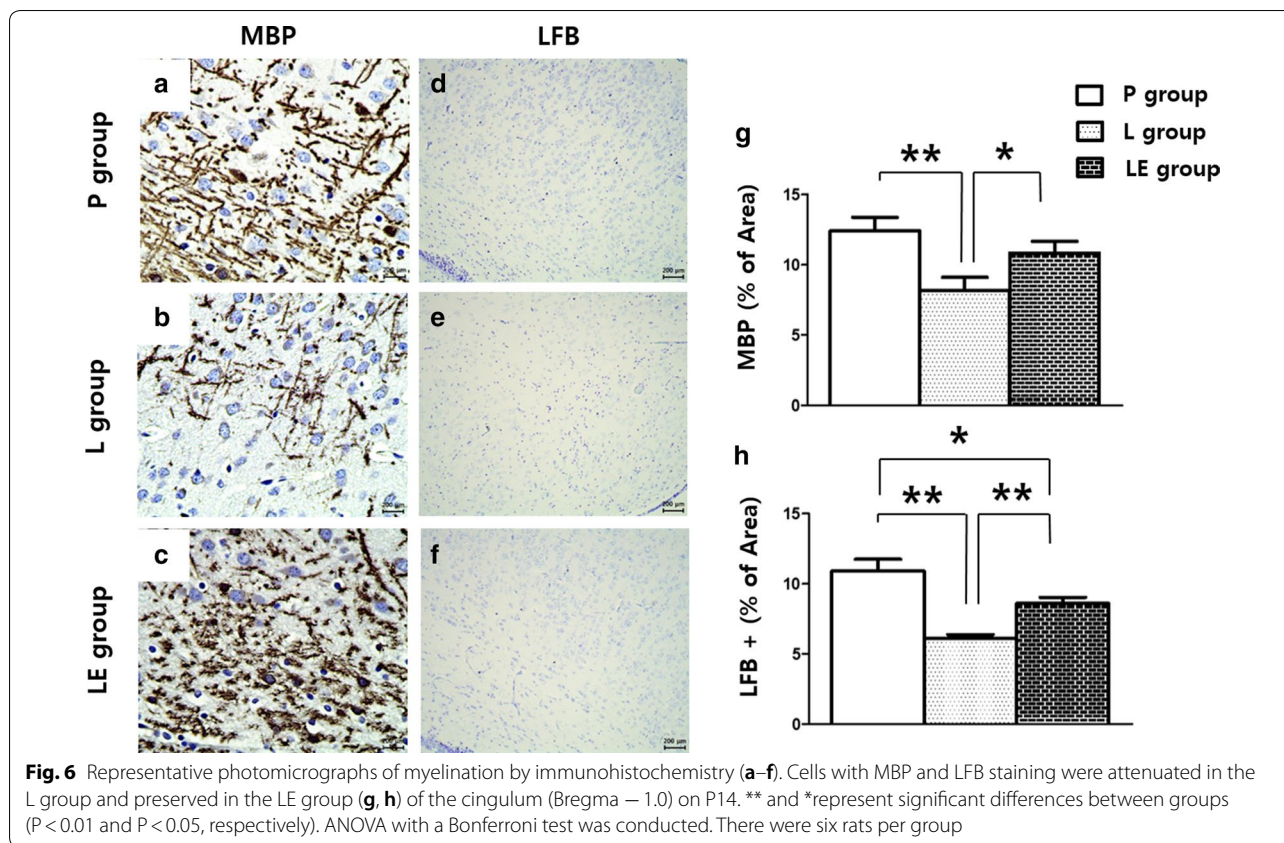 MBP
LFB
P group
a
200 µm
d
200 µm
L group
b
200 µm
e
200 µm
LE group
c
f
200 µm
P group
L group
LE group
g
** *
MBP (% of Area)
15
10
5
0
h
*
** **
LFB + (% of Area)
15
10
5
0
Fig. 6 Representative photomicrographs of myelination by immunohistochemistry (a–f). Cells with MBP and LFB staining were attenuated in the
L group and preserved in the LE group (g, h) of the cingulum (Bregma − 1.0) on P14. ** and *represent significant differences between groups
(P < 0.01 and P < 0.05, respectively). ANOVA with a Bonferroni test was conducted. There were six rats per group